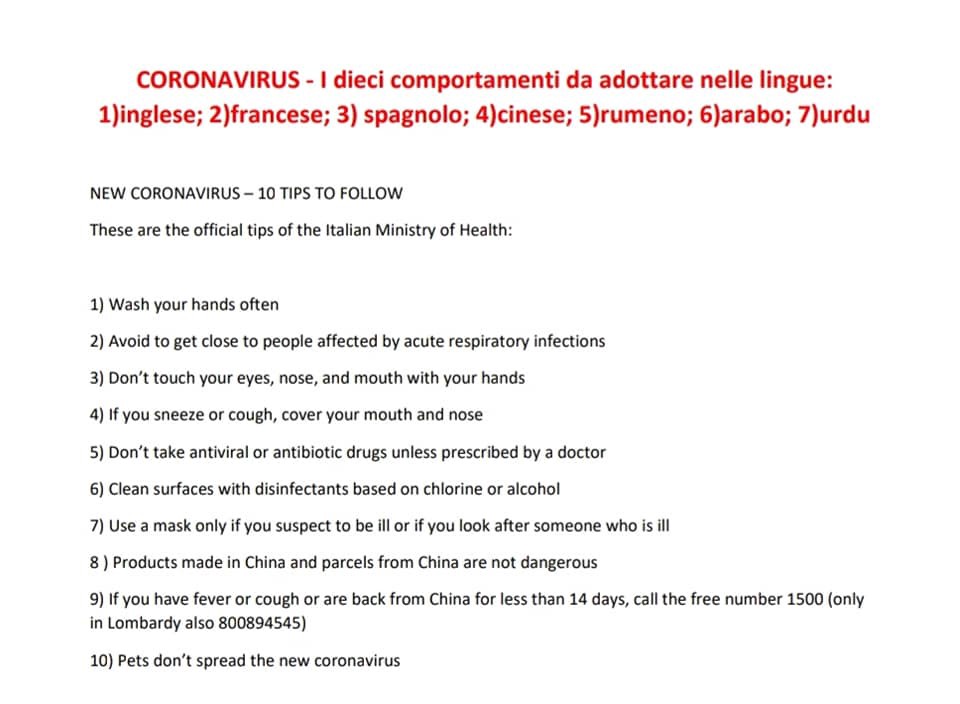 CORONAVIRUS - I dieci comportamenti da adottare nelle lingue:
1)inglese; 2)francese; 3) spagnolo; 4)cinese; 5)rumeno; 6)arabo; 7)urdu
NEW CORONAVIRUS – 10 TIPS TO FOLLOW
These are the official tips of the Italian Ministry of Health:
1) Wash your hands often
2) Avoid to get close to people affected by acute respiratory infections
3) Don’t touch your eyes, nose, and mouth with your hands
4) If you sneeze or cough, cover your mouth and nose
5) Don’t take antiviral or antibiotic drugs unless prescribed by a doctor
6) Clean surfaces with disinfectants based on chlorine or alcohol
7) Use a mask only if you suspect to be ill or if you look after someone who is ill
8 ) Products made in China and parcels from China are not dangerous
9) If you have fever or cough or are back from China for less than 14 days, call the free number 1500 (only
in Lombardy also 800894545)
10) Pets don’t spread the new coronavirus